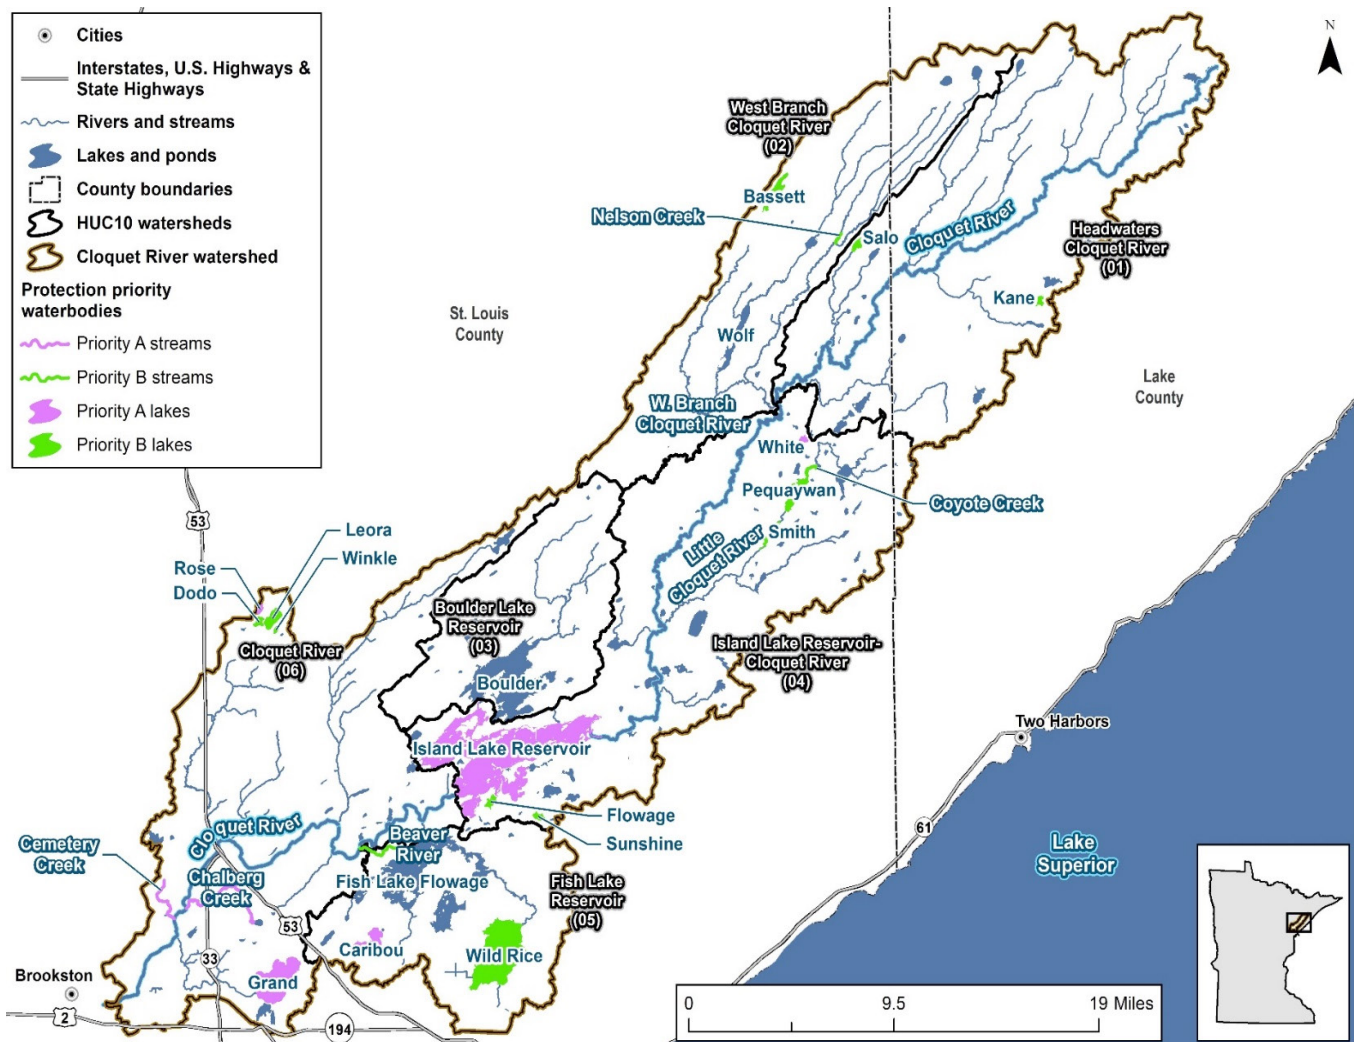 Cities
Interstates, U.S. Highways &
State Highways
Rivers and streams
Lakes and ponds
County boundaries
HUC10 watersheds
Cloquet River watershed
Protection priority
waterbodies
Priority A streams
Priority B streams
Priority A lakes
Priority B lakes
N
West Branch
Cloquet River
(02)
Bassett
Nelson Creek
Salo
Cloquet River
Headwaters
Cloquet River
(01)
Kane
St. Louis
County
Wolf
Lake
County
W. Branch
Cloquet River
White
Pequaywan
Coyote Creek
Smith
Little
Cloquet River
53
Leora
Winkle
Rose
Dodo
Cloquet River
(06)
Boulder Lake
Reservoir
(03)
Boulder
Island Lake Reservoir-
Cloquet River
(04)
Island Lake Reservoir
Two Harbors
Flowage
Sunshine
61
Lake
Superior
Cloquet River
Cemetery
Creek
Chalberg
Creek
Beaver
River
Fish Lake Flowage
Fish Lake
Reservoir
(05)
53
33
Caribou
Wild Rice
Grand
Brookston
2
194
0
9.5
19 Miles